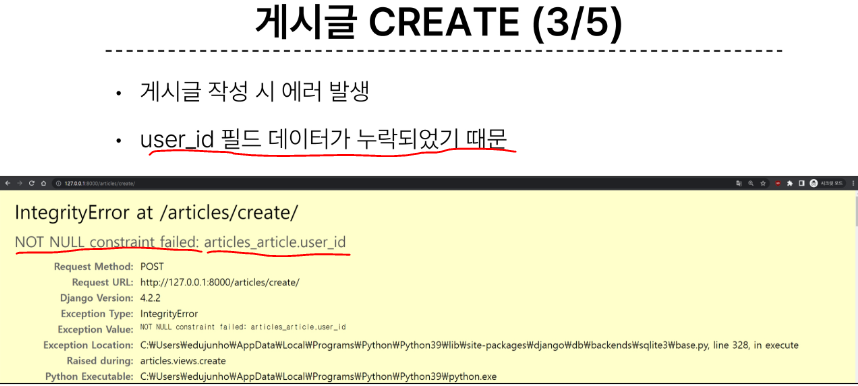 게시글 CREATE (3/5)
• 게시글 작성 시 에러 발생
• user_id 필드 데이터가 누락되었기 때문
127.0.0.1:8000/articles/create/
IntegrityError at /articles/create/
NOT NULL constraint failed: articles_article.user_id
Request Method: POST
Request URL: http://127.0.0.1:8000/articles/create/
Django Version: 4.2.2
Exception Type: IntegrityError
Exception Value: NOT NULL constraint failed: articles_article.user_id
Exception Location: C:₩Users₩edujunho₩AppData₩Local₩Programs₩Python₩Python39₩lib₩site-packages₩django₩db₩backends₩sqlite3₩base.py, line 328, in execute
Raised during: articles.views.create
Python Executable: C:₩Users₩edujunho₩AppData₩Local₩Programs₩Python₩Python39₩python.exe